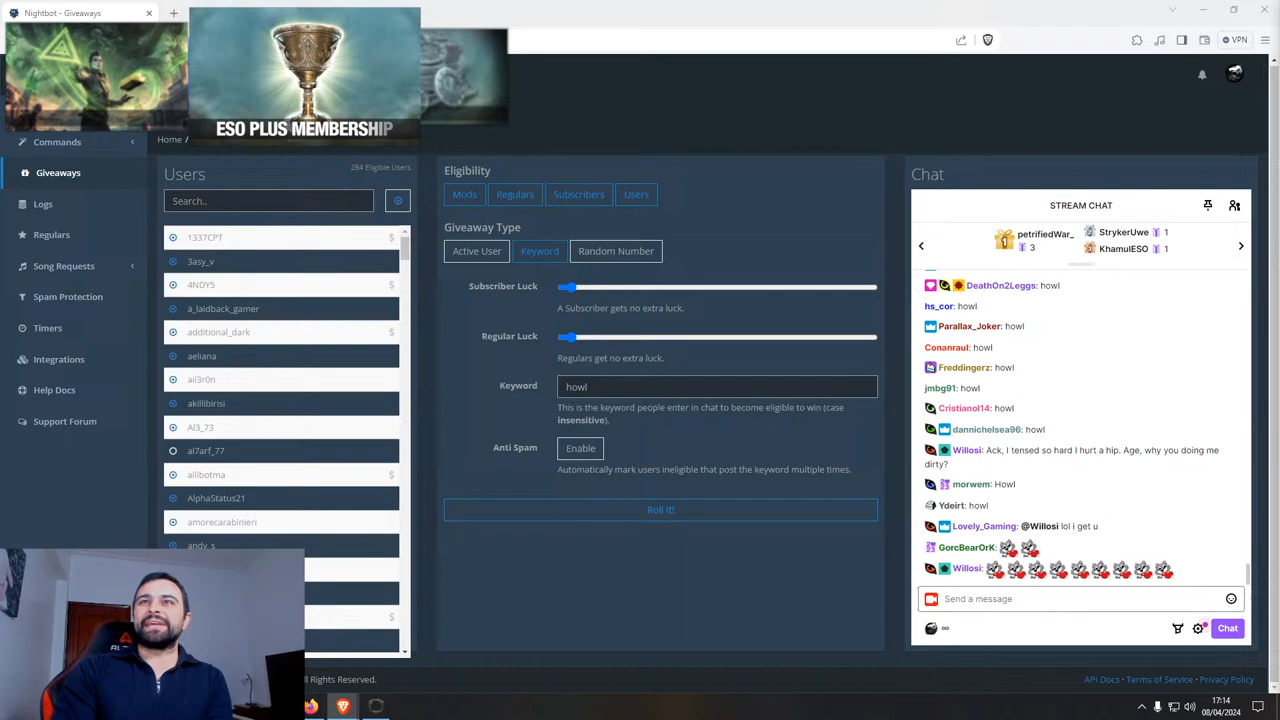 Nightbot - Giveaways
VPN
ESO PLUS MEMBERSHIP
Home /
Commands
Giveaways
Logs
Regulars
Song Requests
Spam Protection
Timers
Integrations
Help Docs
Support Forum
Users
284 Eligible Users
Search..
1337CPT $
3asy_v
4NDY5 $
a_laidback_gamer
additional_dark $
aeliana
ail3r0n
akillibirisi
Al3_73
al7arf_77
allibotma $
AlphaStatus21
amorecarabinieri
andy_s
$
Eligibility
Mods Regulars Subscribers Users
Giveaway Type
Active User Keyword Random Number
Subscriber Luck
A Subscriber gets no extra luck.
Regular Luck
Regulars get no extra luck.
Keyword howl
This is the keyword people enter in chat to become eligible to win (case
insensitive).
Anti Spam Enable
Automatically mark users ineligible that post the keyword multiple times.
Roll It!
Chat
STREAM CHAT
1 petrifiedWar_ 3
StrykerUwe 1
KhamulESO 1
DeathOn2Leggs: howl
hs_cor: howl
Parallax_Joker: howl
Conanraul: howl
Freddingerz: howl
jmbg91: howl
Cristianol14: howl
dannichelsea96: howl
Willosi: Ack, I tensed so hard I hurt a hip. Age, why you doing me
dirty?
morwem: Howl
Ydeirt: howl
Lovely_Gaming: @Willosi lol i get u
GorcBearOrK:
Willosi:
Send a message
Chat
ll Rights Reserved.
API Docs - Terms of Service - Privacy Policy
17:14
08/04/2024